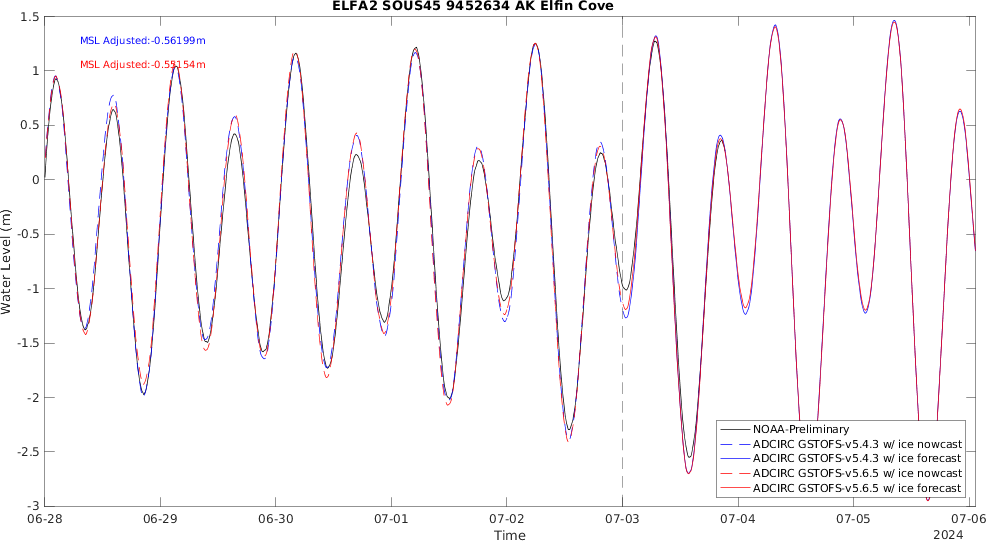 ELFA2 SOUS45 9452634 AK Elfin Cove
MSL Adjusted:-0.56199m
MSL Adjusted:-0.55154m
Water Level (m)
1.5
1
0.5
0
-0.5
-1
-1.5
-2
-2.5
-3
NOAA-Preliminary
ADCIRC GSTOFS-v5.4.3 w/ ice nowcast
ADCIRC GSTOFS-v5.4.3 w/ ice forecast
ADCIRC GSTOFS-v5.6.5 w/ ice nowcast
ADCIRC GSTOFS-v5.6.5 w/ ice forecast
06-28 06-29 06-30 07-01 07-02 07-03 07-04 07-05 07-06
Time
2024